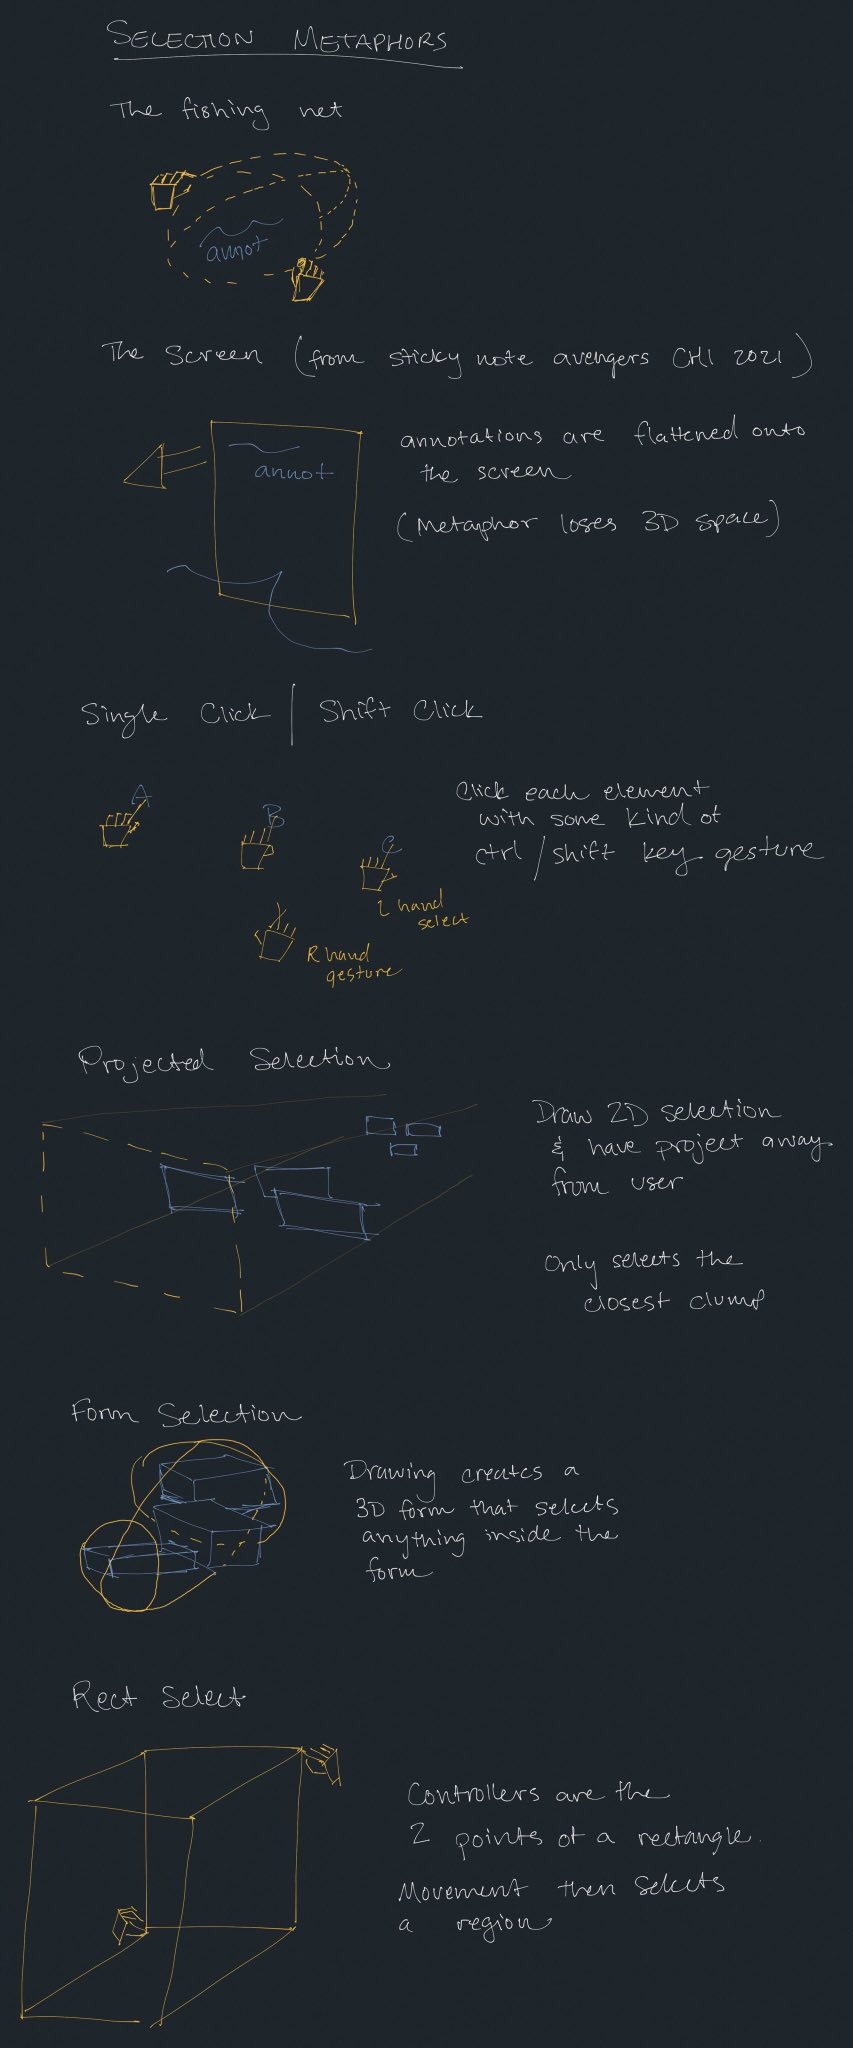 SELECTION METAPHORS
The fishing net
annot
The Screen (from sticky note avengers CHI 2021)
annot
annotations are flattened onto
the screen
(Metaphor loses 3D space)
Single Click | Shift Click
A
B
C
L hand
select
R hand
gesture
Click each element
with some kind of
ctrl/shift key gesture
Projected Selection
Draw 2D selection
& have project away
from user
Only selects the
closest clump
Form Selection
Drawing creates a
3D form that selects
anything inside the
form
Rect Select
Controllers are the
2 points of a rectangle.
Movement then selects
a region